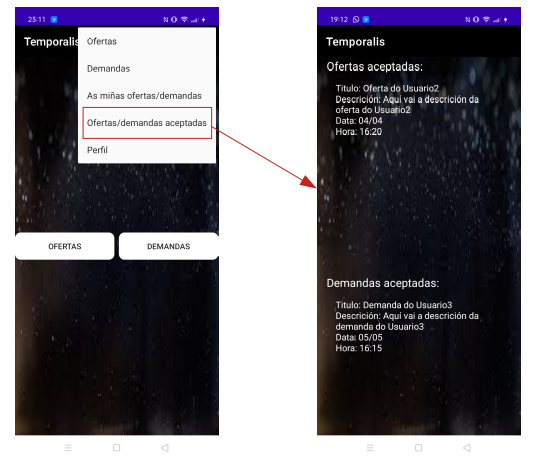 23:11
Temporalis
Ofertas
Demandas
As miñas ofertas/demandas
Ofertas/demandas aceptadas
Perfil
OFERTAS
DEMANDAS
19:12
Temporalis
Ofertas aceptadas:
Titulo: Oferta do Usuario2
Descrición: Aquí vai a descrición da
oferta do Usuario2
Data: 04/04
Hora: 16:20
Demandas aceptadas:
Titulo: Demanda do Usuario3
Descrición: Aquí vai a descrición da
demanda do Usuario3
Data: 05/05
Hora: 16:15